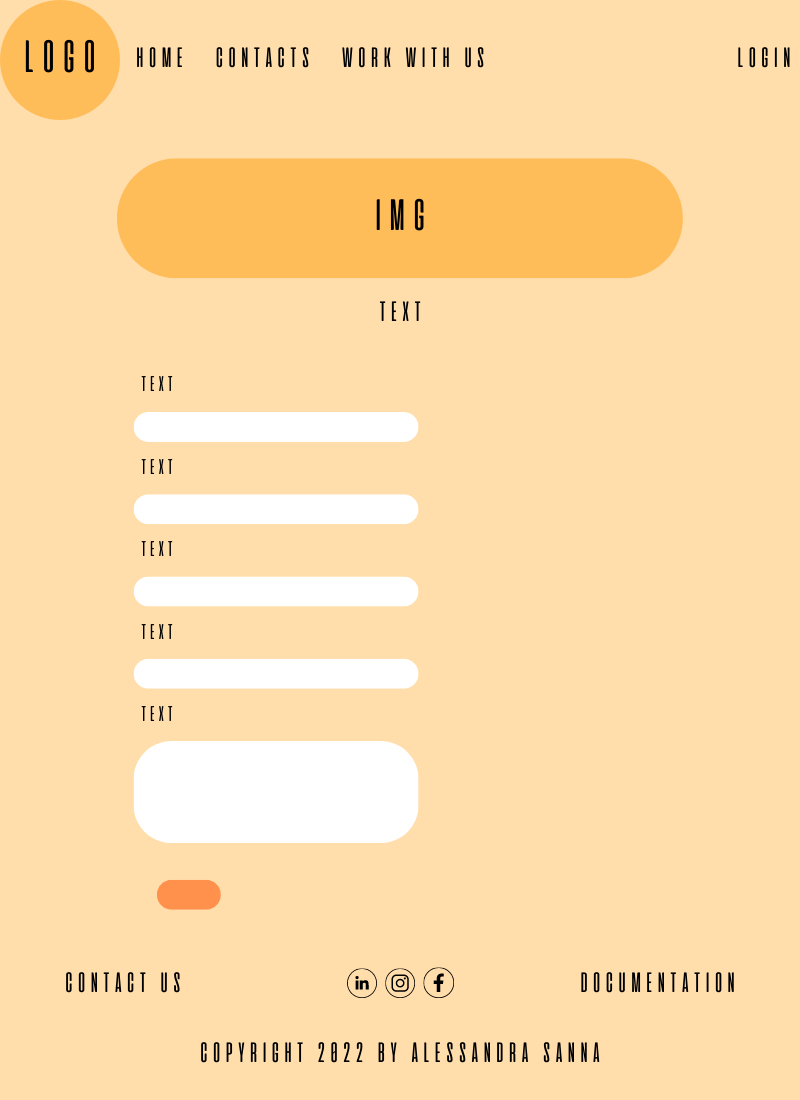 LOGO
HOME CONTACTS WORK WITH US LOGIN
IMG
TEXT
TEXT
TEXT
TEXT
TEXT
TEXT
CONTACT US in f DOCUMENTATION
COPYRIGHT 2022 BY ALESSANDRA SANNA